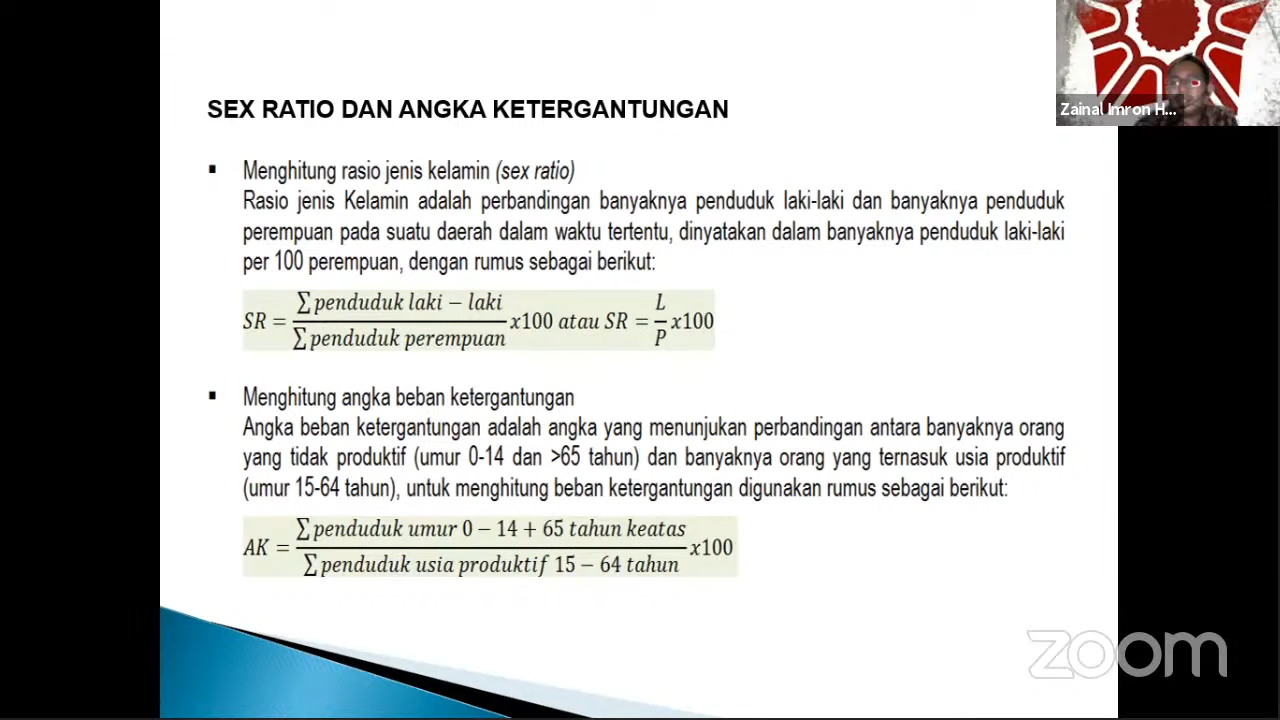 Zainal Imron H...
SEX RATIO DAN ANGKA KETERGANTUNGAN
▪ Menghitung rasio jenis kelamin (sex ratio)
Rasio jenis Kelamin adalah perbandingan banyaknya penduduk laki-laki dan banyaknya penduduk
perempuan pada suatu daerah dalam waktu tertentu, dinyatakan dalam banyaknya penduduk laki-laki
per 100 perempuan, dengan rumus sebagai berikut:
SR = ∑ penduduk laki − laki / ∑ penduduk perempuan x100 atau SR = L / P x100
▪ Menghitung angka beban ketergantungan
Angka beban ketergantungan adalah angka yang menunjukan perbandingan antara banyaknya orang
yang tidak produktif (umur 0-14 dan >65 tahun) dan banyaknya orang yang ternasuk usia produktif
(umur 15-64 tahun), untuk menghitung beban ketergantungan digunakan rumus sebagai berikut:
AK = ∑ penduduk umur 0 − 14 + 65 tahun keatas / ∑ penduduk usia produktif 15 − 64 tahun x100
zoom